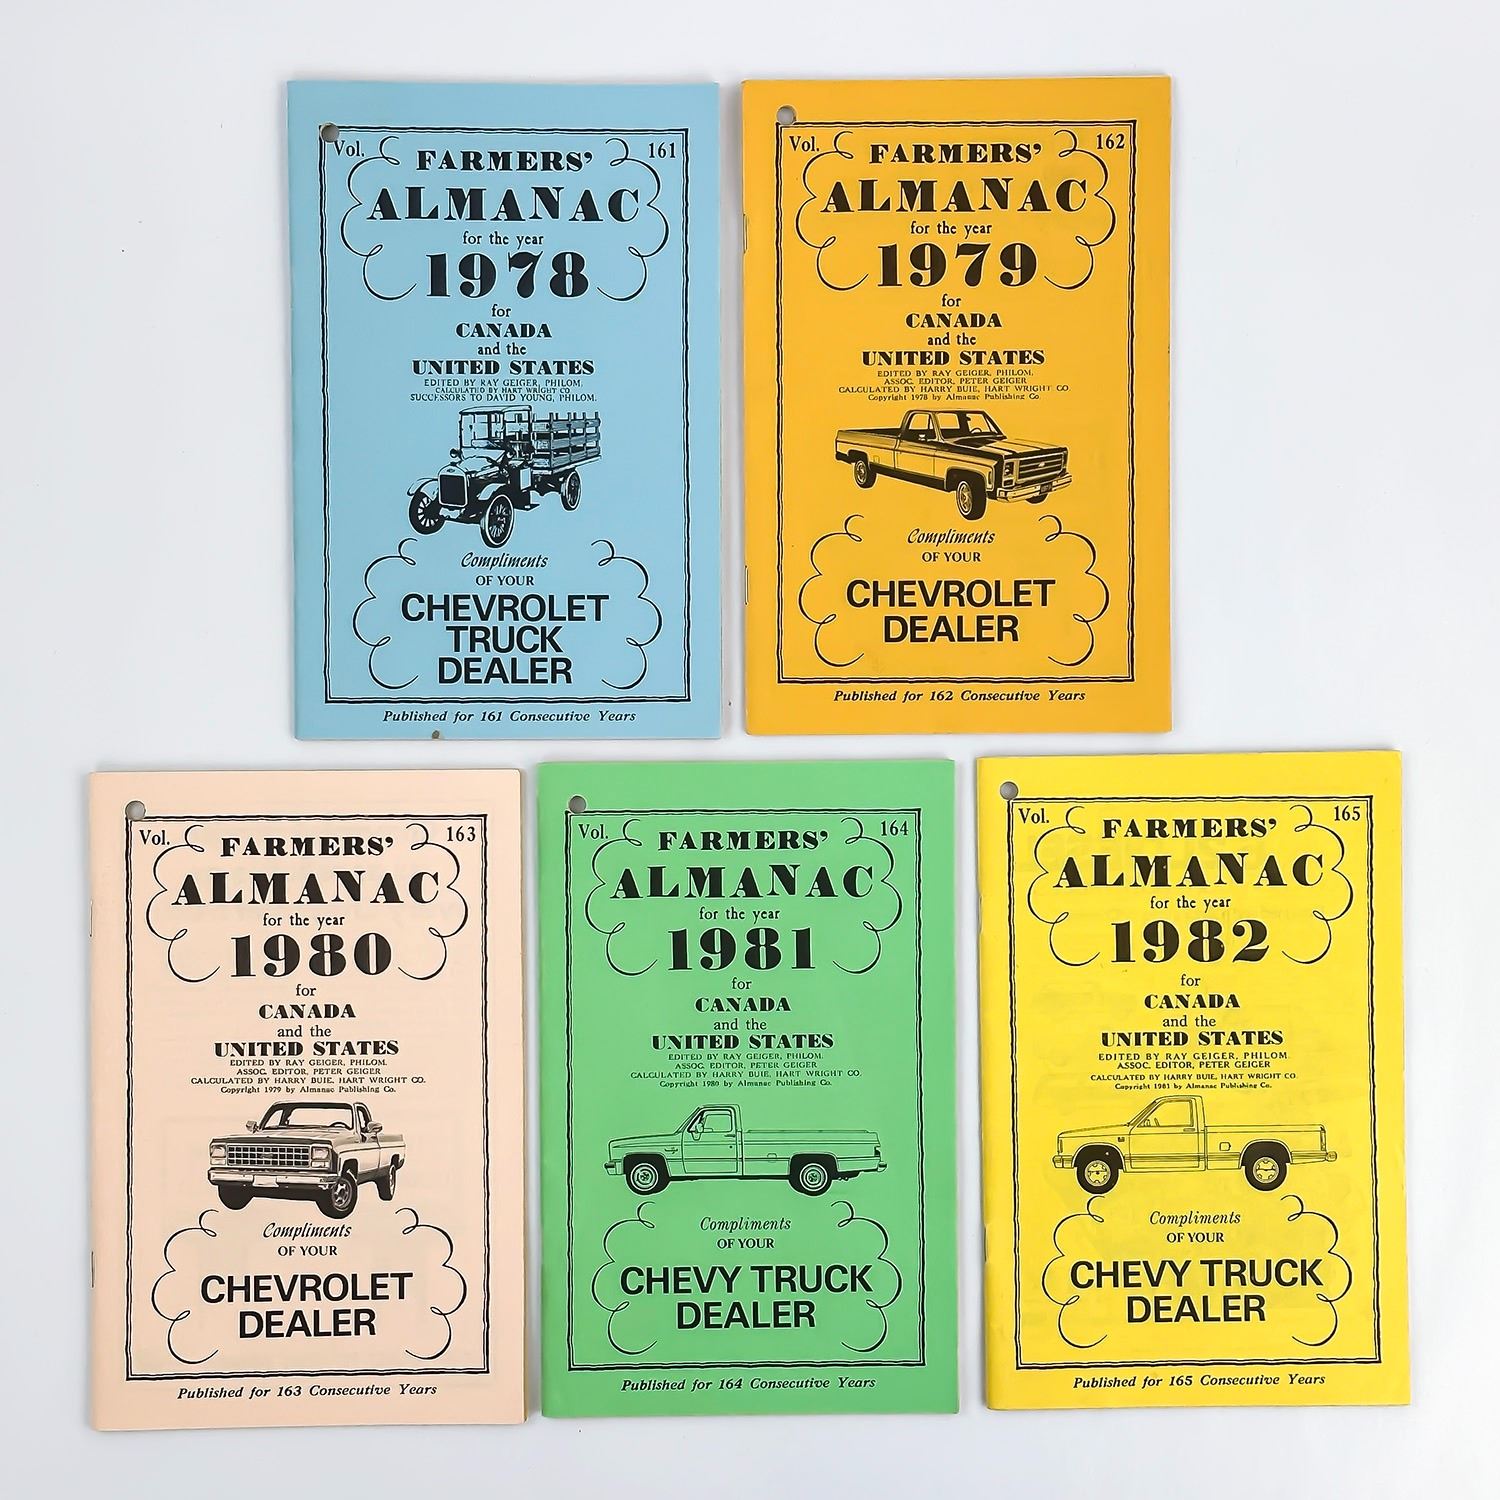 Vol. 161
FARMERS'
ALMANAC
for the year
1978
for
CANADA
and the
UNITED STATES
EDITED BY RAY GEIGER, PHILOM.
CALCULATED BY HART WRIGHT CO.
SUCCESSORS TO DAVID YOUNG, PHILOM.
Compliments
OF YOUR
CHEVROLET
TRUCK
DEALER
Published for 161 Consecutive Years
Vol. 162
FARMERS'
ALMANAC
for the year
1979
for
CANADA
and the
UNITED STATES
EDITED BY RAY GEIGER, PHILOM.
ASSOC. EDITOR, PETER GEIGER
CALCULATED BY HARRY BUIE, HART WRIGHT CO.
Copyright 1978 by Almanac Publishing Co.
Compliments
OF YOUR
CHEVROLET
DEALER
Published for 162 Consecutive Years
Vol. 163
FARMERS'
ALMANAC
for the year
1980
for
CANADA
and the
UNITED STATES
EDITED BY RAY GEIGER, PHILOM.
ASSOC. EDITOR, PETER GEIGER
CALCULATED BY HARRY BUIE, HART WRIGHT CO.
Copyright 1979 by Almanac Publishing Co.
Compliments
OF YOUR
CHEVROLET
DEALER
Published for 163 Consecutive Years
Vol. 164
FARMERS'
ALMANAC
for the year
1981
for
CANADA
and the
UNITED STATES
EDITED BY RAY GEIGER, PHILOM.
ASSOC. EDITOR, PETER GEIGER
CALCULATED BY HARRY BUIE, HART WRIGHT CO.
Copyright 1980 by Almanac Publishing Co.
Compliments
OF YOUR
CHEVY TRUCK
DEALER
Published for 164 Consecutive Years
Vol. 165
FARMERS'
ALMANAC
for the year
1982
for
CANADA
and the
UNITED STATES
EDITED BY RAY GEIGER, PHILOM.
ASSOC. EDITOR, PETER GEIGER
CALCULATED BY HARRY BUIE, HART WRIGHT CO.
Copyright 1981 by Almanac Publishing Co.
Compliments
OF YOUR
CHEVY TRUCK
DEALER
Published for 165 Consecutive Years